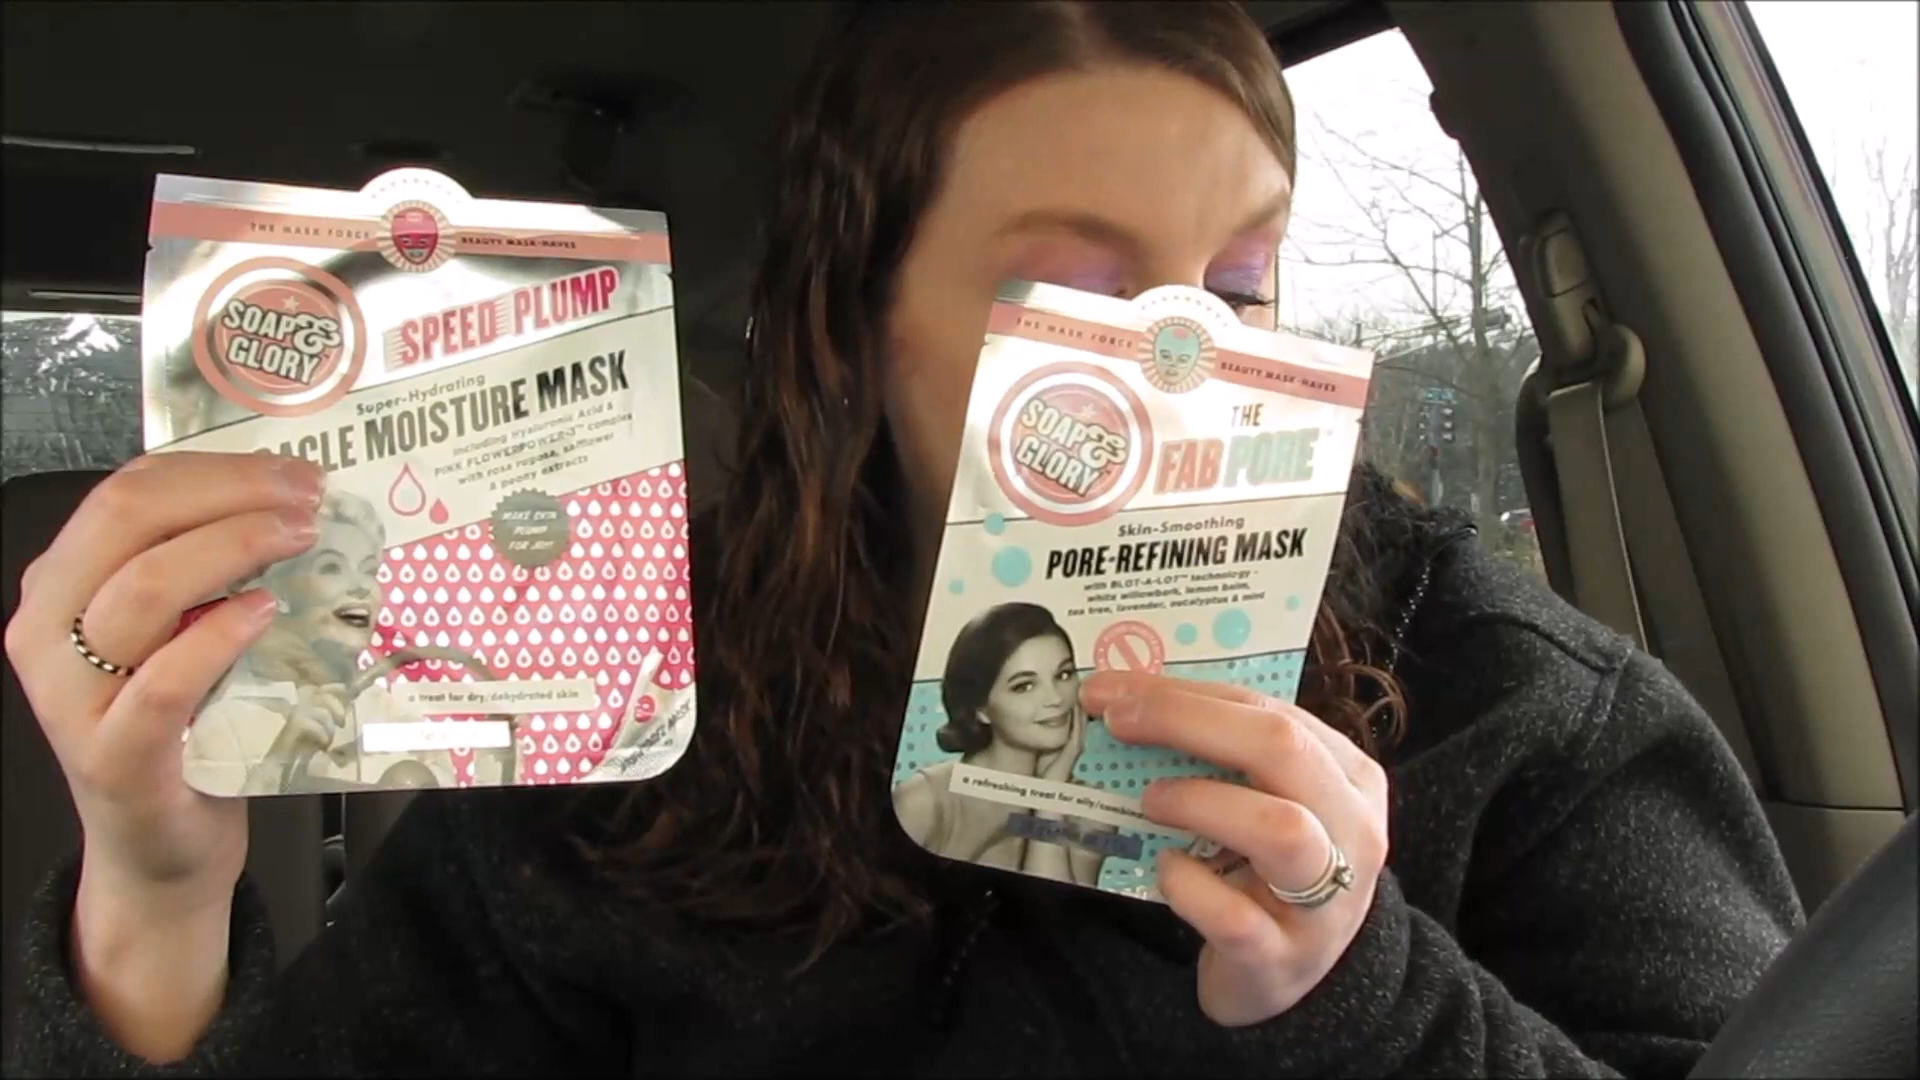 THE MASK FORCE
BEAUTY MASK-HAVES
SOAP&
GLORY
SPEED PLUMP
Super-Hydrating
ACLE MOISTURE MASK
including Hyaluronic Acid &
PINK FLOWERPOWER-3™ complex
with rosa rugosa, safflower
& peony extracts
MAKE SKIN
PLUMP
FOR JOY!
a treat for dry/dehydrated skin
THE MASK FORCE
BEAUTY MASK-HAVES
SOAP&
GLORY
THE
FAB PORE™
Skin-Smoothing
PORE-REFINING MASK
with BLOT-A-LOT™ technology -
white willowbark, lemon balm,
tea tree, lavender, eucalyptus & mint
a refreshing treat for oily/combina